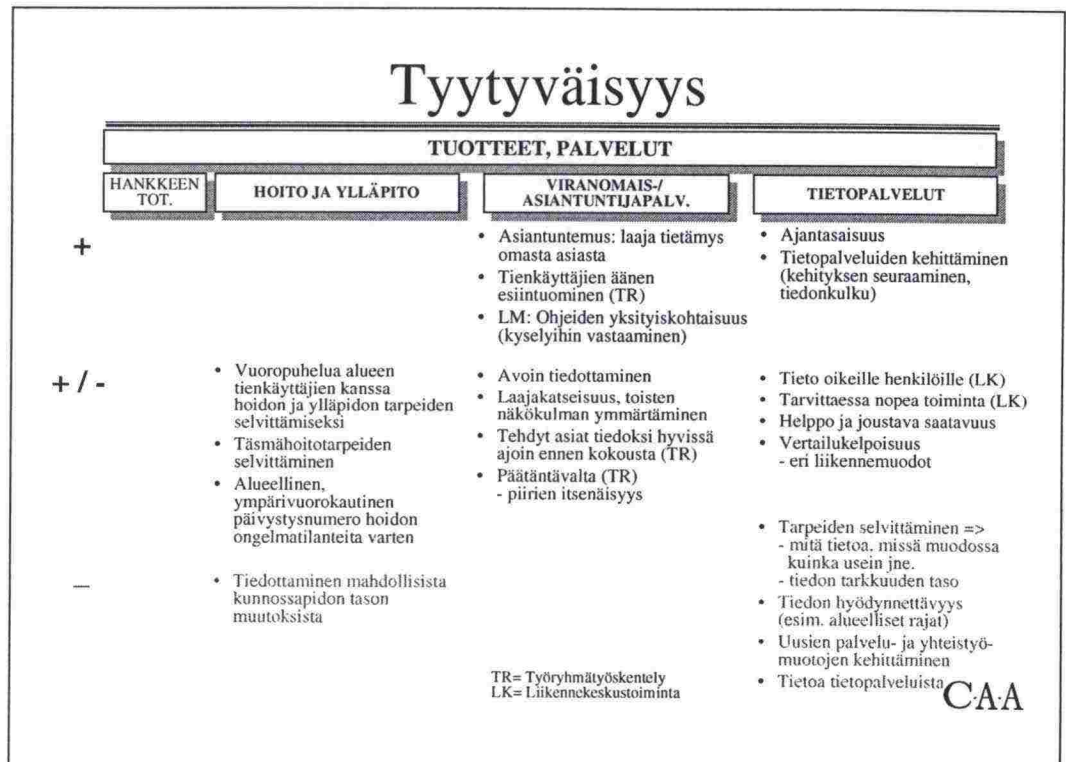 Tyytyväisyys
TUOTTEET, PALVELUT
HANKKEEN
TOT.
HOITO JA YLLÄPITO
VIRANOMAIS-/
ASIANTUNTIJAPALV.
TIETOPALVELUT
+
• Asiantuntemus: laaja tietämys
omasta asiasta
• Tienkäyttäjien äänen
esiintuominen (TR)
• LM: Ohjeiden yksityiskohtaisuus
(kyselyihin vastaaminen)
• Ajantasaisuus
• Tietopalveluiden kehittäminen
(kehityksen seuraaminen,
tiedonkulku)
+ / -
• Vuoropuhelua alueen
tienkäyttäjien kanssa
hoidon ja ylläpidon tarpeiden
selvittämiseksi
• Täsmähoitotarpeiden
selvittäminen
• Alueellinen,
ympärivuorokautinen
päivystysnumero hoidon
ongelmatilanteita varten
• Avoin tiedottaminen
• Laajakatseisuus, toisten
näkökulman ymmärtäminen
• Tehdyt asiat tiedoksi hyvissä
ajoin ennen kokousta (TR)
• Päätäntävalta (TR)
- piirien itsenäisyys
• Tieto oikeille henkilöille (LK)
• Tarvittaessa nopea toiminta (LK)
• Helppo ja joustava saatavuus
• Vertailukelpoisuus
- eri liikennemuodot
–
• Tiedottaminen mahdollisista
kunnossapidon tason
muutoksista
• Tarpeiden selvittäminen =>
- mitä tietoa. missä muodossa
kuinka usein jne.
- tiedon tarkkuuden taso
• Tiedon hyödynnettävyys
(esim. alueelliset rajat)
• Uusien palvelu- ja yhteistyö-
muotojen kehittäminen
• Tietoa tietopalveluista
TR= Työryhmätyöskentely
LK= Liikennekeskustoiminta
C·A·A